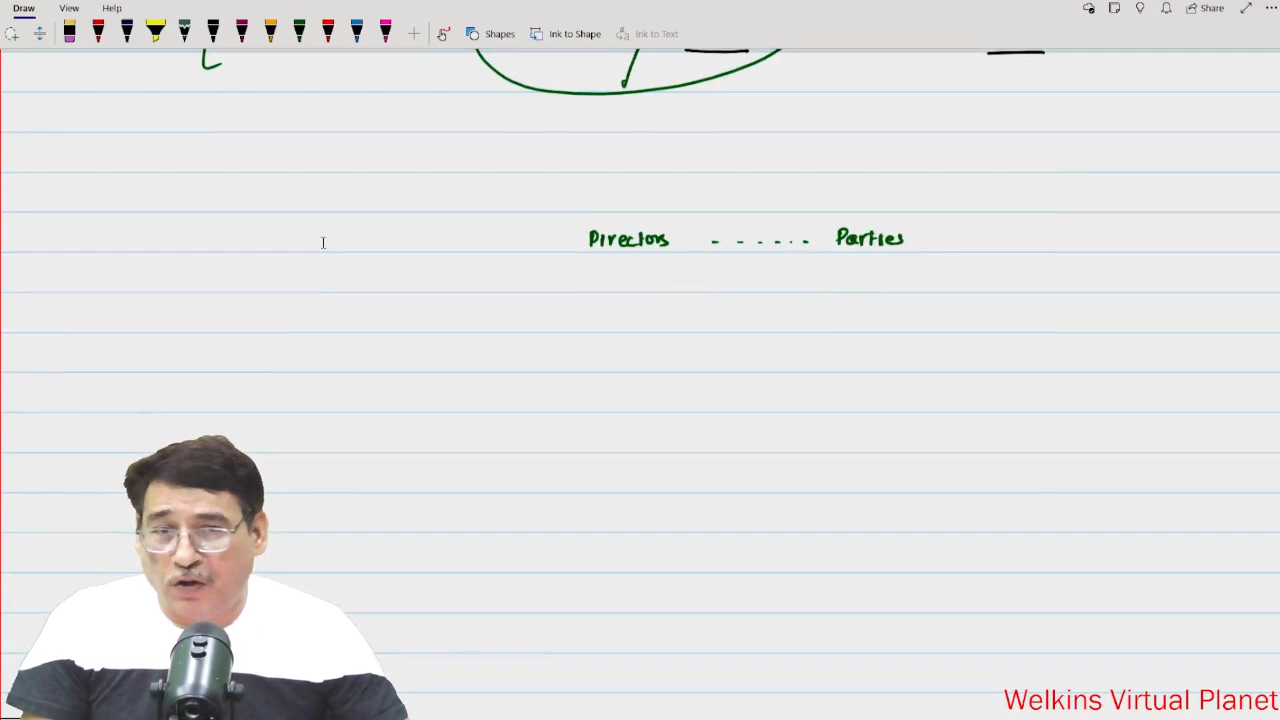 Draw View Help
Shapes Ink to Shape Ink to Text Share
Directors - - - - - Parties
Welkins Virtual Planet